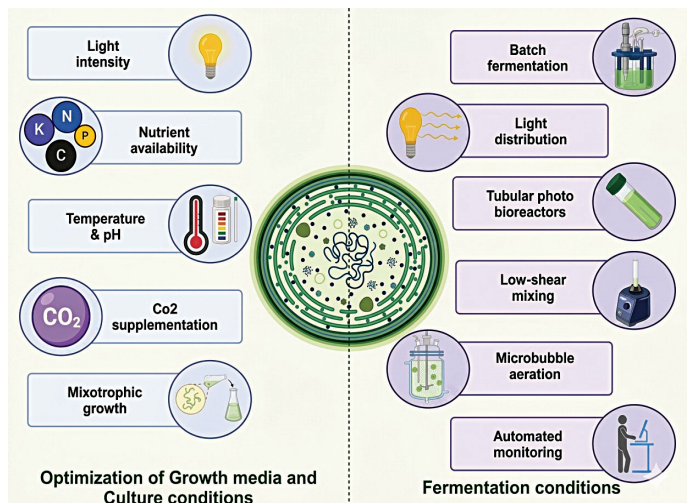 Light
intensity
K
N
P
C
Nutrient
availability
Temperature
& pH
CO₂
Co2
supplementation
Mixotrophic
growth
Optimization of Growth media and
Culture conditions
Batch
fermentation
Light
distribution
Tubular photo
bioreactors
Low-shear
mixing
Microbubble
aeration
Automated
monitoring
Fermentation conditions